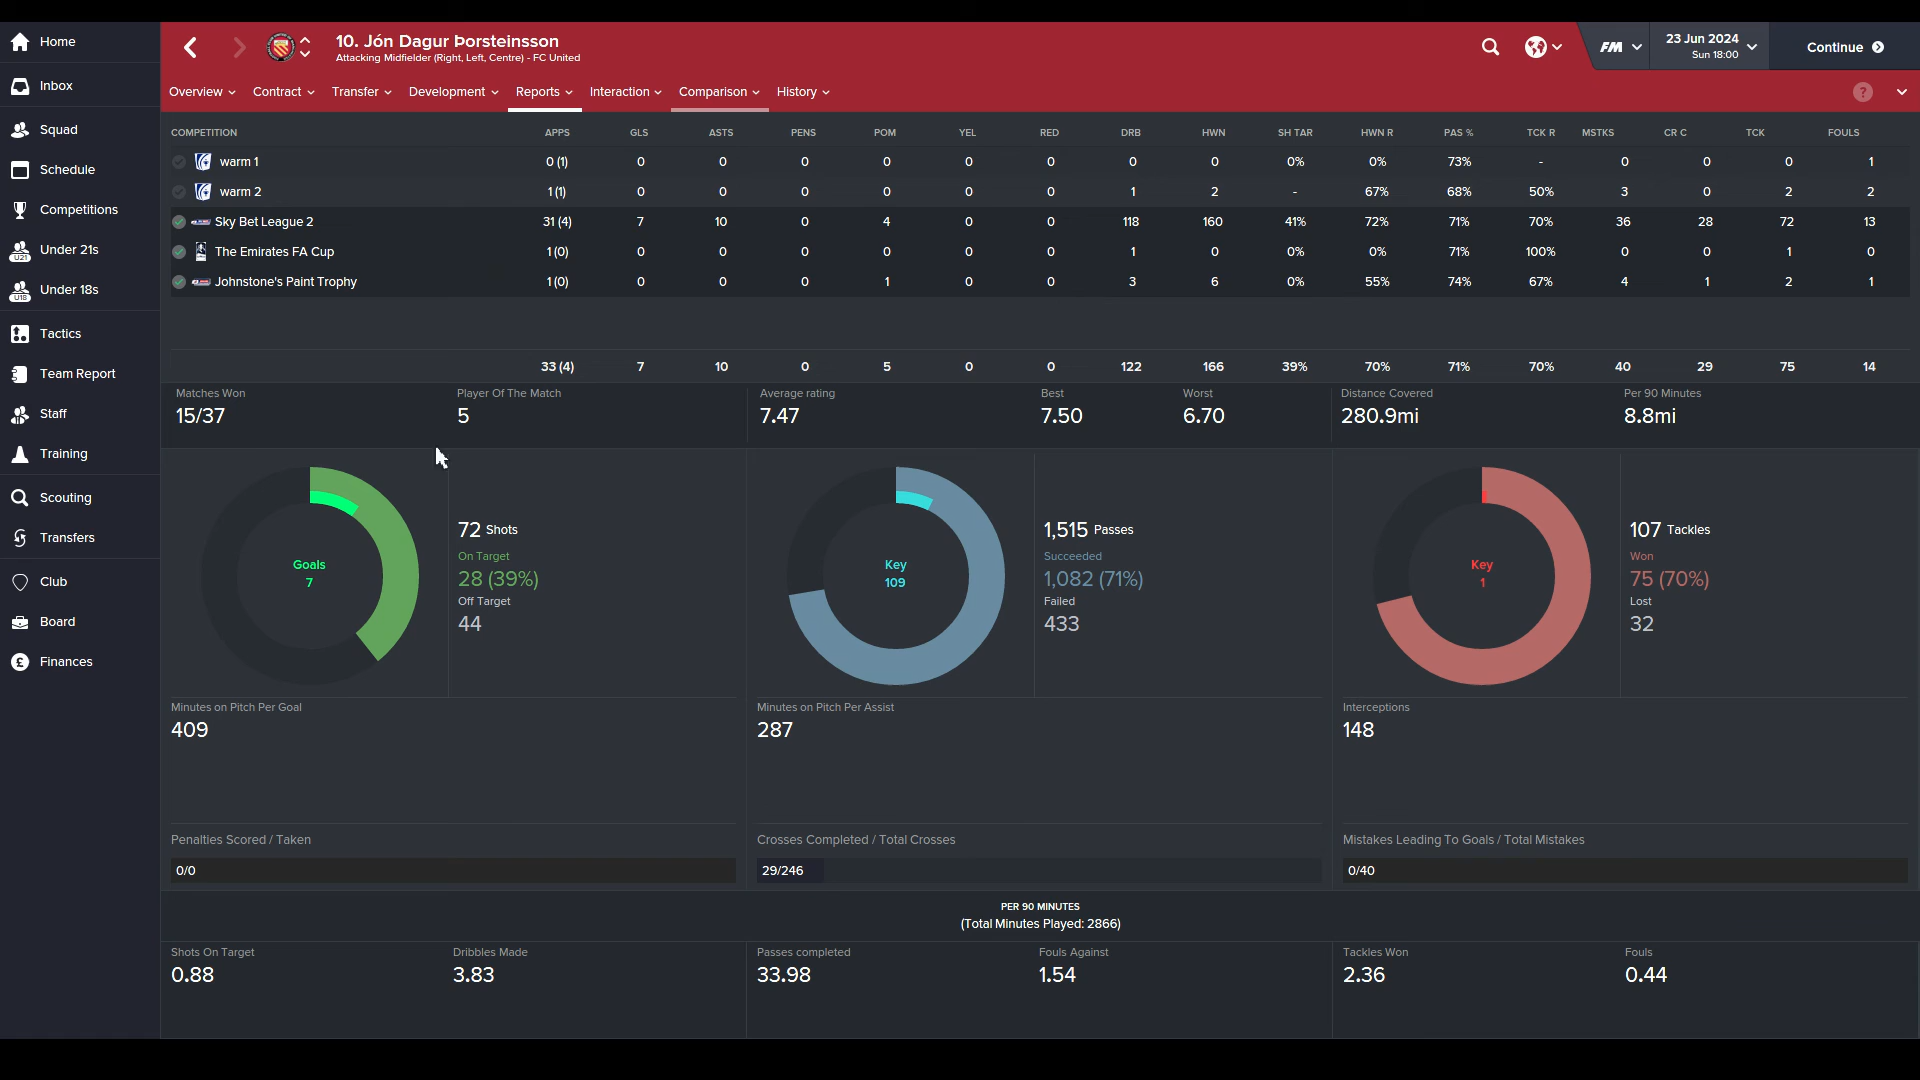 Home
Inbox
Squad
Schedule
Competitions
U21
Under 21s
U18
Under 18s
Tactics
Team Report
Staff
Training
Scouting
Transfers
Club
Board
£
Finances
10. Jón Dagur Þorsteinsson
Attacking Midfielder (Right, Left, Centre) - FC United
FM
23 Jun 2024
Sun 18:00
Continue
Overview Contract Transfer Development Reports Interaction Comparison History ?
COMPETITION APPS GLS ASTS PENS POM YEL RED DRB HWN SH TAR HWN R PAS % TCK R MSTKS CR C TCK FOULS
warm 1 0 (1) 0 0 0 0 0 0 0 0 0% 0% 73% - 0 0 0 1
warm 2 1 (1) 0 0 0 0 0 0 1 2 - 67% 68% 50% 3 0 2 2
Sky Bet League 2 31 (4) 7 10 0 4 0 0 118 160 41% 72% 71% 70% 36 28 72 13
The Emirates FA Cup 1 (0) 0 0 0 0 0 0 1 0 0% 0% 71% 100% 0 0 1 0
Johnstone's Paint Trophy 1 (0) 0 0 0 1 0 0 3 6 0% 55% 74% 67% 4 1 2 1
33 (4) 7 10 0 5 0 0 122 166 39% 70% 71% 70% 40 29 75 14
Matches Won Player Of The Match Average rating Best Worst Distance Covered Per 90 Minutes
15/37 5 7.47 7.50 6.70 280.9mi 8.8mi
Goals
7
72 Shots
On Target
28 (39%)
Off Target
44
Key
109
1,515 Passes
Succeeded
1,082 (71%)
Failed
433
Key
1
107 Tackles
Won
75 (70%)
Lost
32
Minutes on Pitch Per Goal Minutes on Pitch Per Assist Interceptions
409 287 148
Penalties Scored / Taken Crosses Completed / Total Crosses Mistakes Leading To Goals / Total Mistakes
0/0 29/246 0/40
PER 90 MINUTES
(Total Minutes Played: 2866)
Shots On Target Dribbles Made Passes completed Fouls Against Tackles Won Fouls
0.88 3.83 33.98 1.54 2.36 0.44